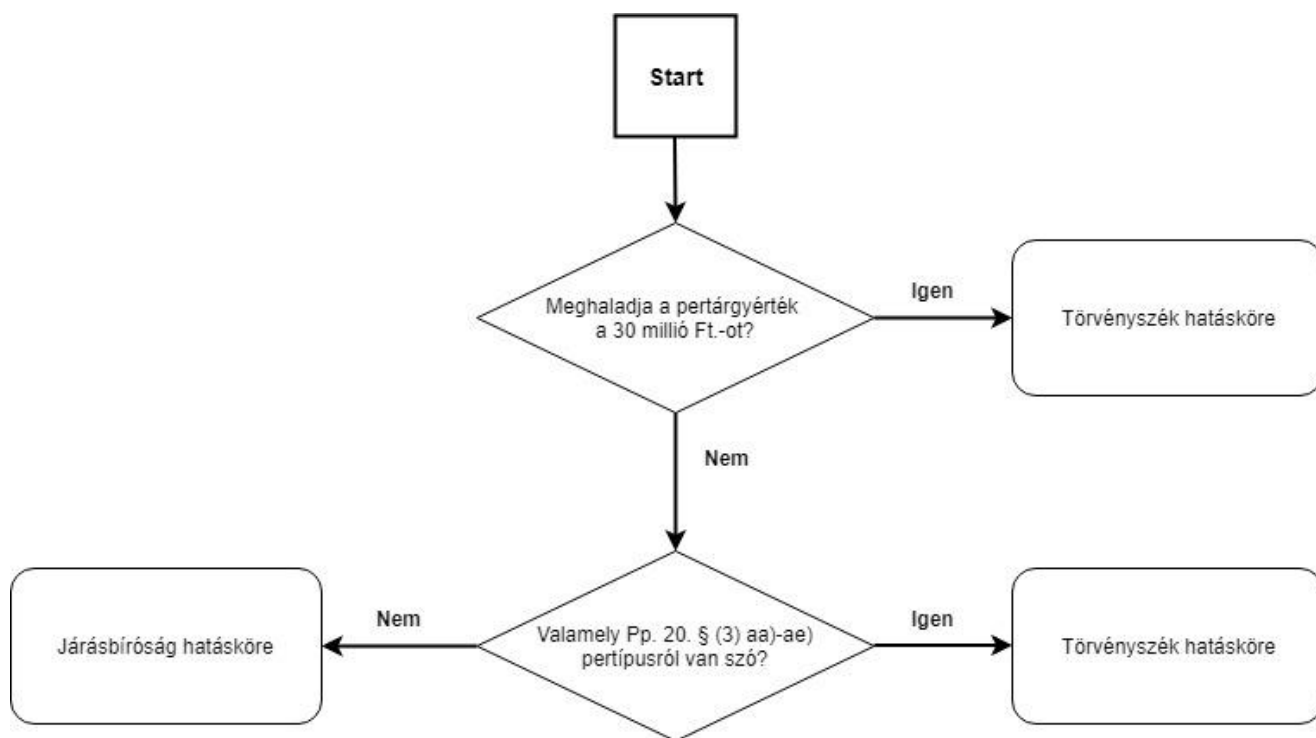 Start
Meghaladja a pertárgyérték
a 30 millió Ft.-ot?
Igen
Törvényszék hatásköre
Nem
Valamely Pp. 20. § (3) aa)-ae)
pertípusról van szó?
Nem
Járásbíróság hatásköre
Igen
Törvényszék hatásköre